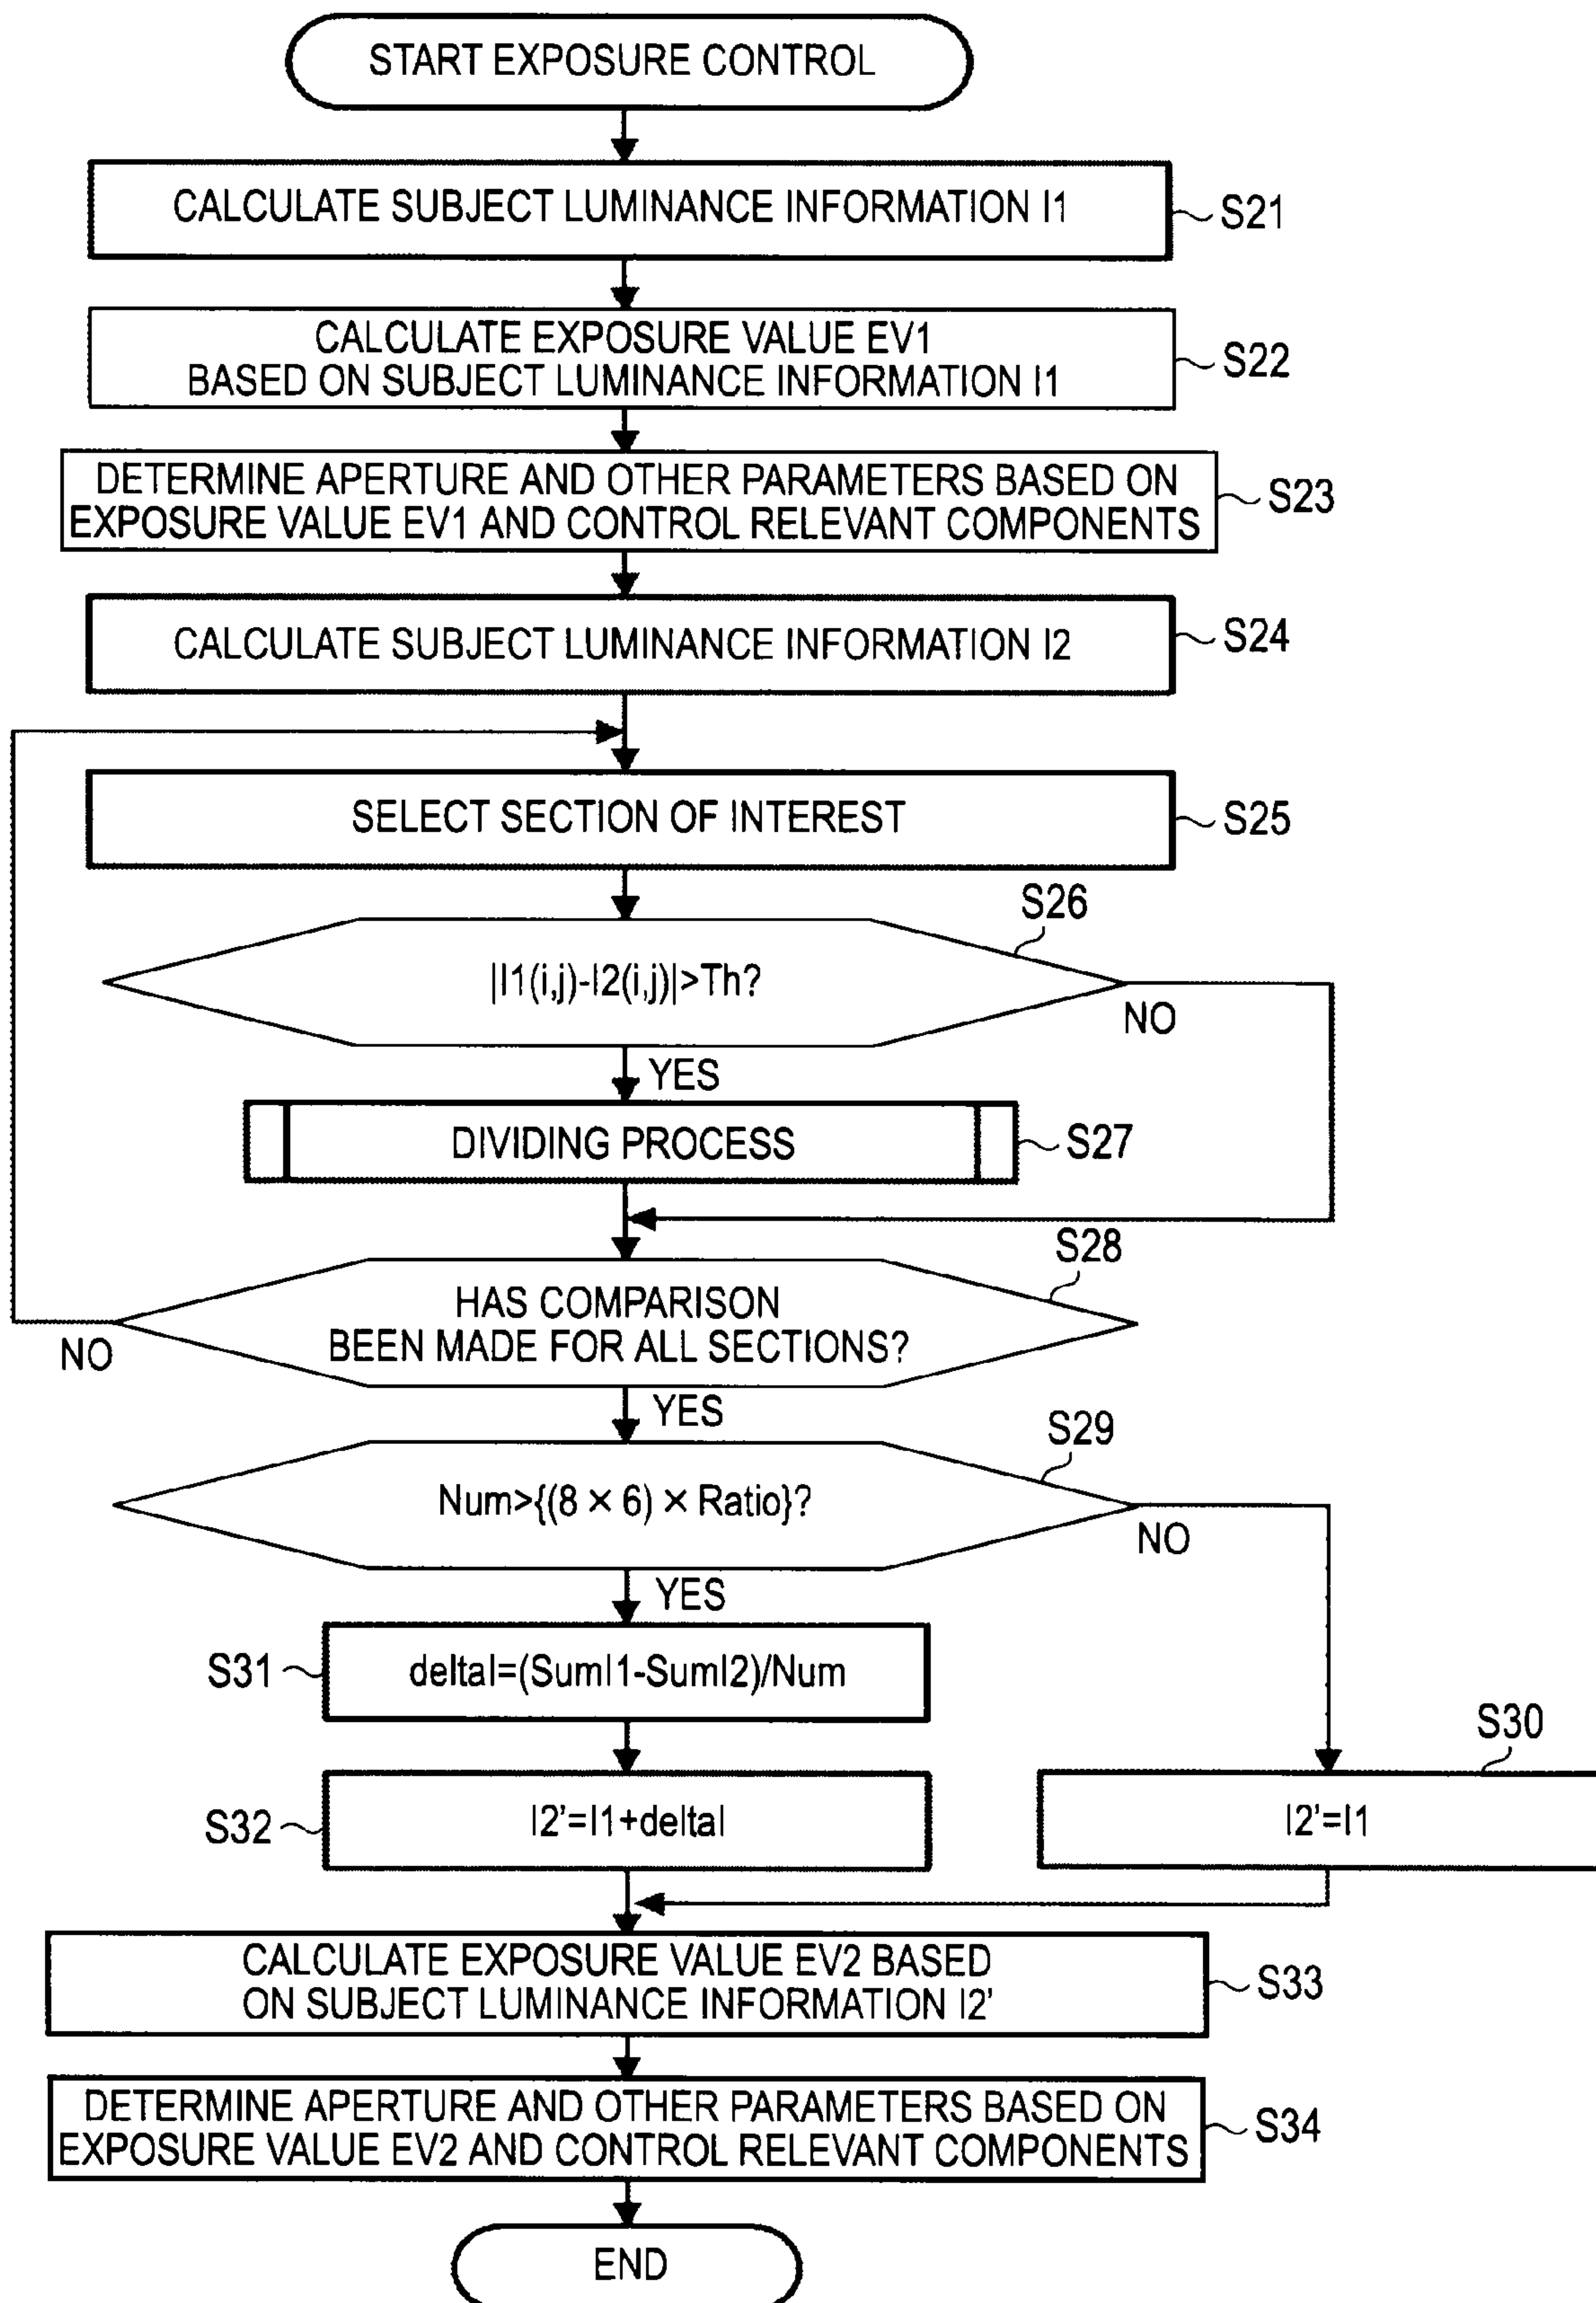 START EXPOSURE CONTROL
CALCULATE SUBJECT LUMINANCE INFORMATION I1
S21
CALCULATE EXPOSURE VALUE EV1
BASED ON SUBJECT LUMINANCE INFORMATION I1
S22
DETERMINE APERTURE AND OTHER PARAMETERS BASED ON
EXPOSURE VALUE EV1 AND CONTROL RELEVANT COMPONENTS
S23
CALCULATE SUBJECT LUMINANCE INFORMATION I2
S24
SELECT SECTION OF INTEREST
S25
S26
|I1(i,j)-I2(i,j)|>Th?
NO
YES
DIVIDING PROCESS
S27
S28
HAS COMPARISON
BEEN MADE FOR ALL SECTIONS?
NO
YES
S29
Num>{(8 × 6) × Ratio}?
NO
YES
S31
deltaI=(SumI1-SumI2)/Num
S30
S32
I2'=I1+deltaI
I2'=I1
CALCULATE EXPOSURE VALUE EV2 BASED
ON SUBJECT LUMINANCE INFORMATION I2'
S33
DETERMINE APERTURE AND OTHER PARAMETERS BASED ON
EXPOSURE VALUE EV2 AND CONTROL RELEVANT COMPONENTS
S34
END